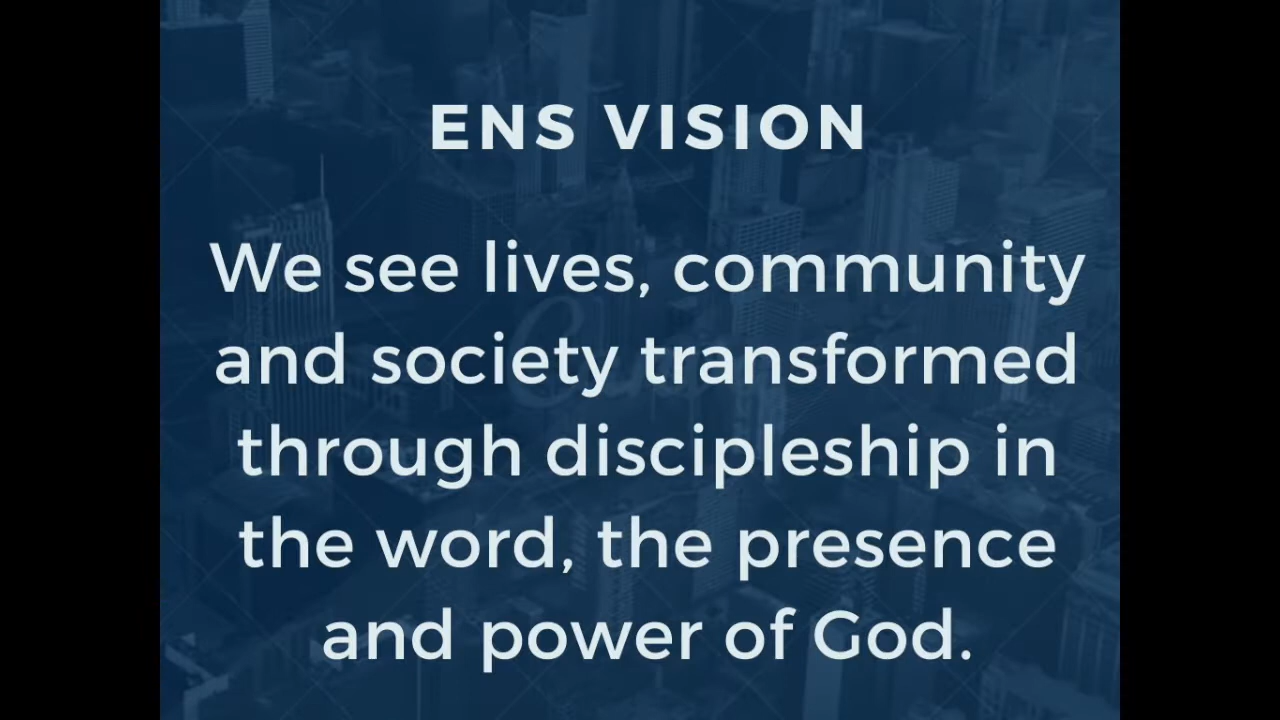 ENS VISION
We see lives, community
and society transformed
through discipleship in
the word, the presence
and power of God.